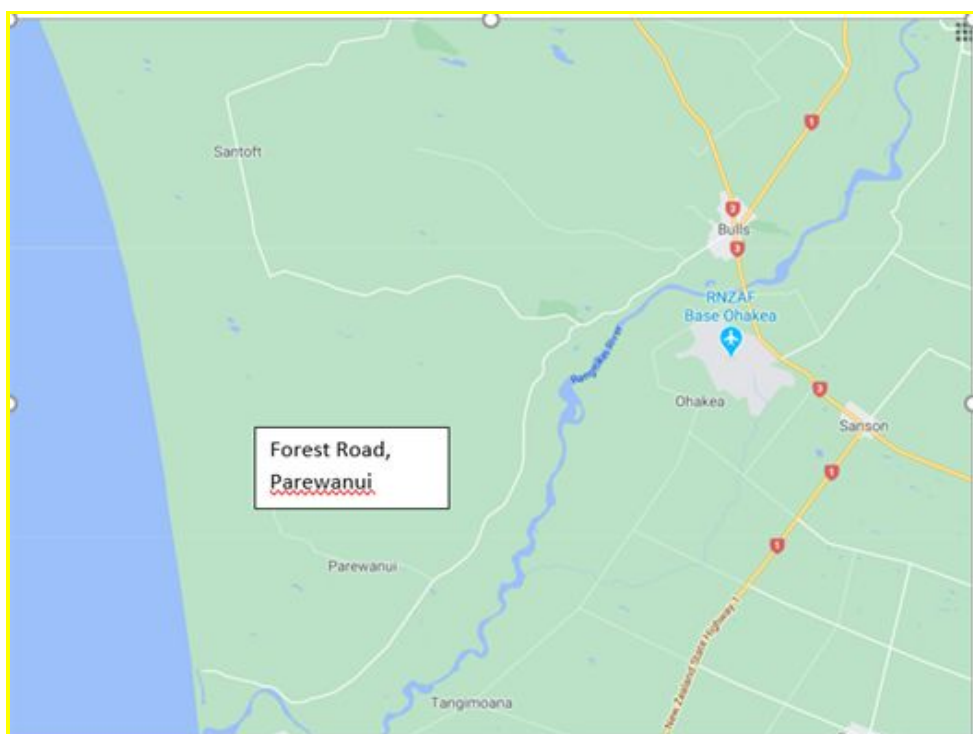 1
Santoft
3
Bulls
3
RNZAF
Base Ohakea
Rangitikei River
3
Ohakea
Sanson
Forest Road,
Parewanui
1
1
Parewanui
New Zealand State Highway 1
Tangimoana